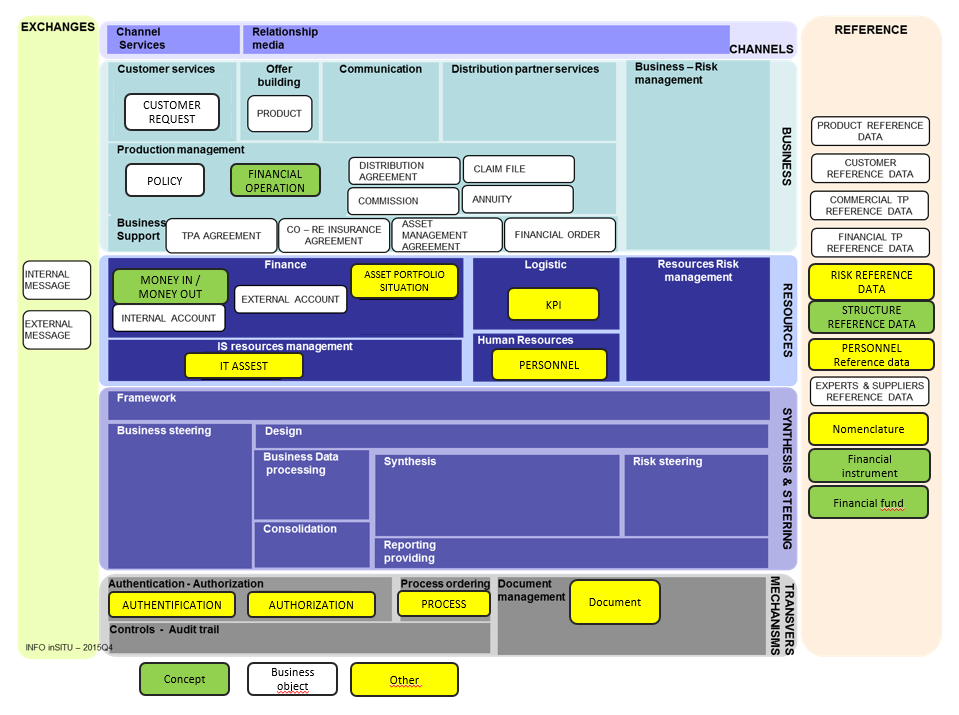 EXCHANGES
Channel
Services
Relationship
media
CHANNELS
REFERENCE
Customer services
Offer
building
Communication
Distribution partner services
Business – Risk
management
CUSTOMER
REQUEST
PRODUCT
BUSINESS
Production management
POLICY
FINANCIAL
OPERATION
DISTRIBUTION
AGREEMENT
CLAIM FILE
COMMISSION
ANNUITY
Business
Support
TPA AGREEMENT
CO – RE INSURANCE
AGREEMENT
ASSET
MANAGEMENT
AGREEMENT
FINANCIAL ORDER
INTERNAL
MESSAGE
EXTERNAL
MESSAGE
Finance
MONEY IN /
MONEY OUT
INTERNAL ACCOUNT
EXTERNAL ACCOUNT
ASSET PORTFOLIO
SITUATION
Logistic
KPI
Resources Risk
management
RESOURCES
IS resources management
IT ASSEST
Human Resources
PERSONNEL
Framework
Business steering
Design
Business Data
processing
Consolidation
Synthesis
Risk steering
Reporting
providing
SYNTHESIS & STEERING
Authentication - Authorization
AUTHENTIFICATION
AUTHORIZATION
Process ordering
PROCESS
Document
management
Document
TRANSVERS
MECHANISMS
Controls - Audit trail
INFO inSITU – 2015Q4
PRODUCT REFERENCE
DATA
CUSTOMER
REFERENCE DATA
COMMERCIAL TP
REFERENCE DATA
FINANCIAL TP
REFERENCE DATA
RISK REFERENCE
DATA
STRUCTURE
REFERENCE DATA
PERSONNEL
Reference data
EXPERTS & SUPPLIERS
REFERENCE DATA
Nomenclature
Financial
instrument
Financial fund
Concept
Business
object
Other